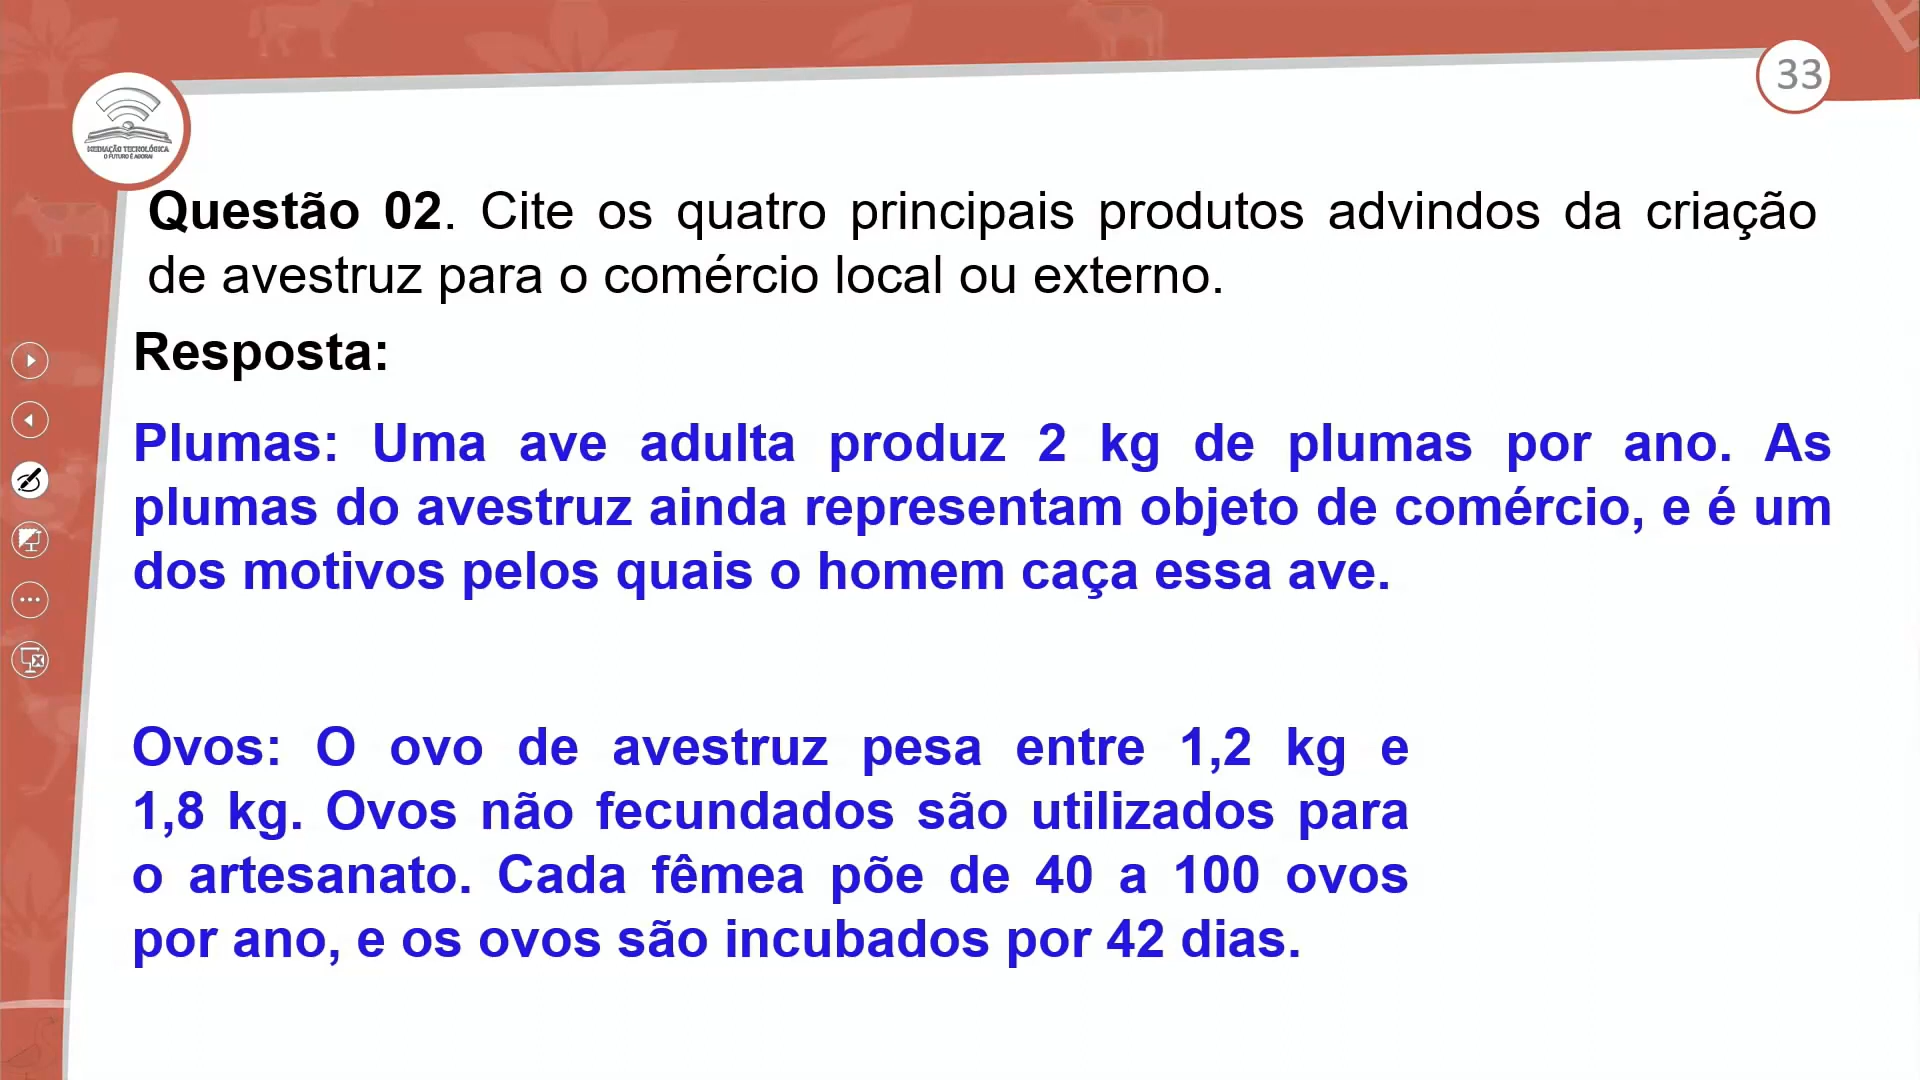 33
MEDIAÇÃO TECNOLÓGICA
O FUTURO É AGORA!
Questão 02. Cite os quatro principais produtos advindos da criação
de avestruz para o comércio local ou externo.
Resposta:
Plumas: Uma ave adulta produz 2 kg de plumas por ano. As
plumas do avestruz ainda representam objeto de comércio, e é um
dos motivos pelos quais o homem caça essa ave.
Ovos: O ovo de avestruz pesa entre 1,2 kg e
1,8 kg. Ovos não fecundados são utilizados para
o artesanato. Cada fêmea põe de 40 a 100 ovos
por ano, e os ovos são incubados por 42 dias.